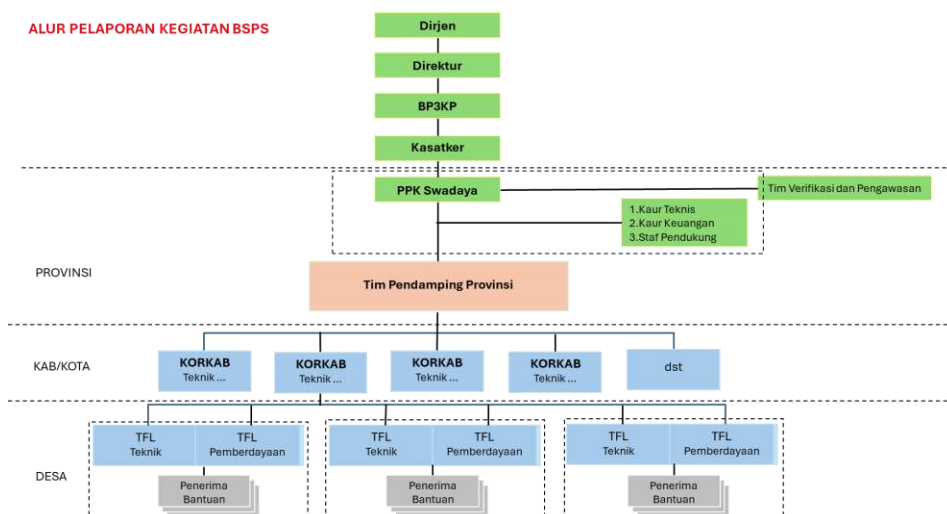 ALUR PELAPORAN KEGIATAN BSPS
Dirjen
Direktur
BP3KP
Kasatker
PPK Swadaya
Tim Verifikasi dan Pengawasan
1.Kaur Teknis
2.Kaur Keuangan
3.Staf Pendukung
PROVINSI
Tim Pendamping Provinsi
KAB/KOTA
KORKAB
Teknik ...
KORKAB
Teknik ...
KORKAB
Teknik ...
KORKAB
Teknik ...
dst
DESA
TFL
Teknik
TFL
Pemberdayaan
TFL
Teknik
TFL
Pemberdayaan
TFL
Teknik
TFL
Pemberdayaan
Penerima
Bantuan
Penerima
Bantuan
Penerima
Bantuan